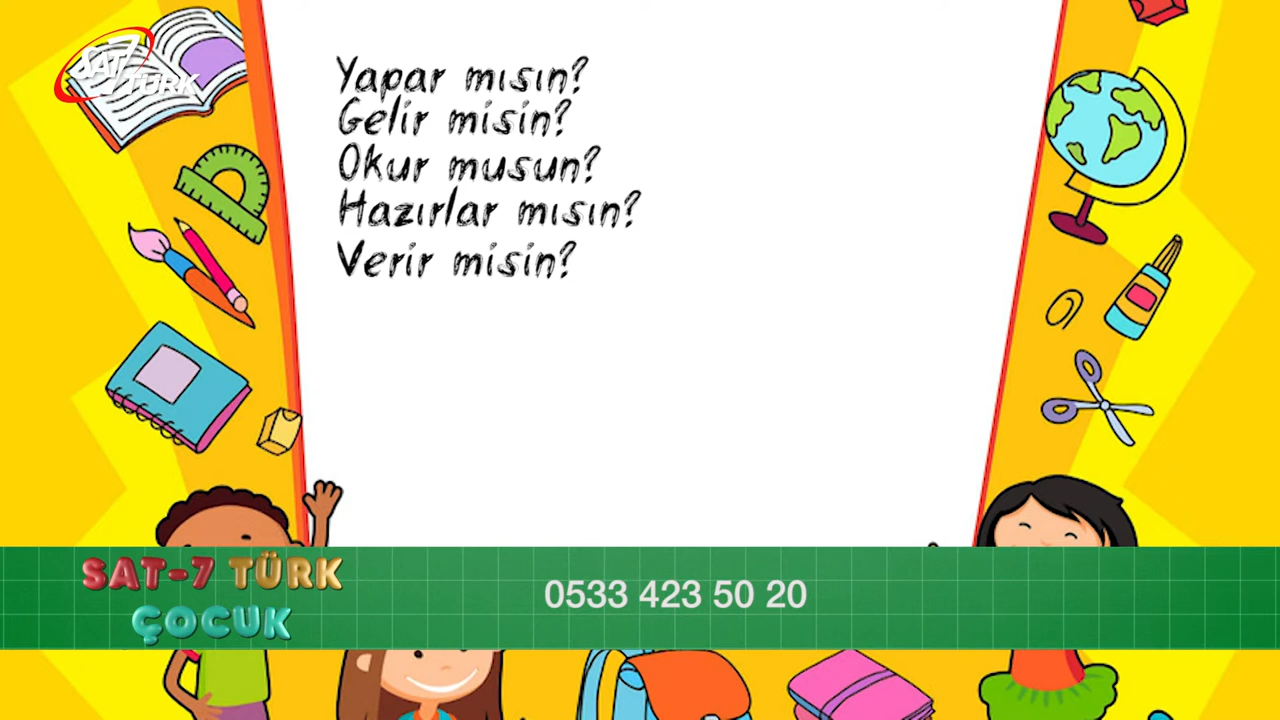 SAT-7 TÜRK
Yapar mısın?
Gelir misin?
Okur musun?
Hazırlar mısın?
Verir misin?
SAT-7 TÜRK
ÇOCUK
0533 423 50 20